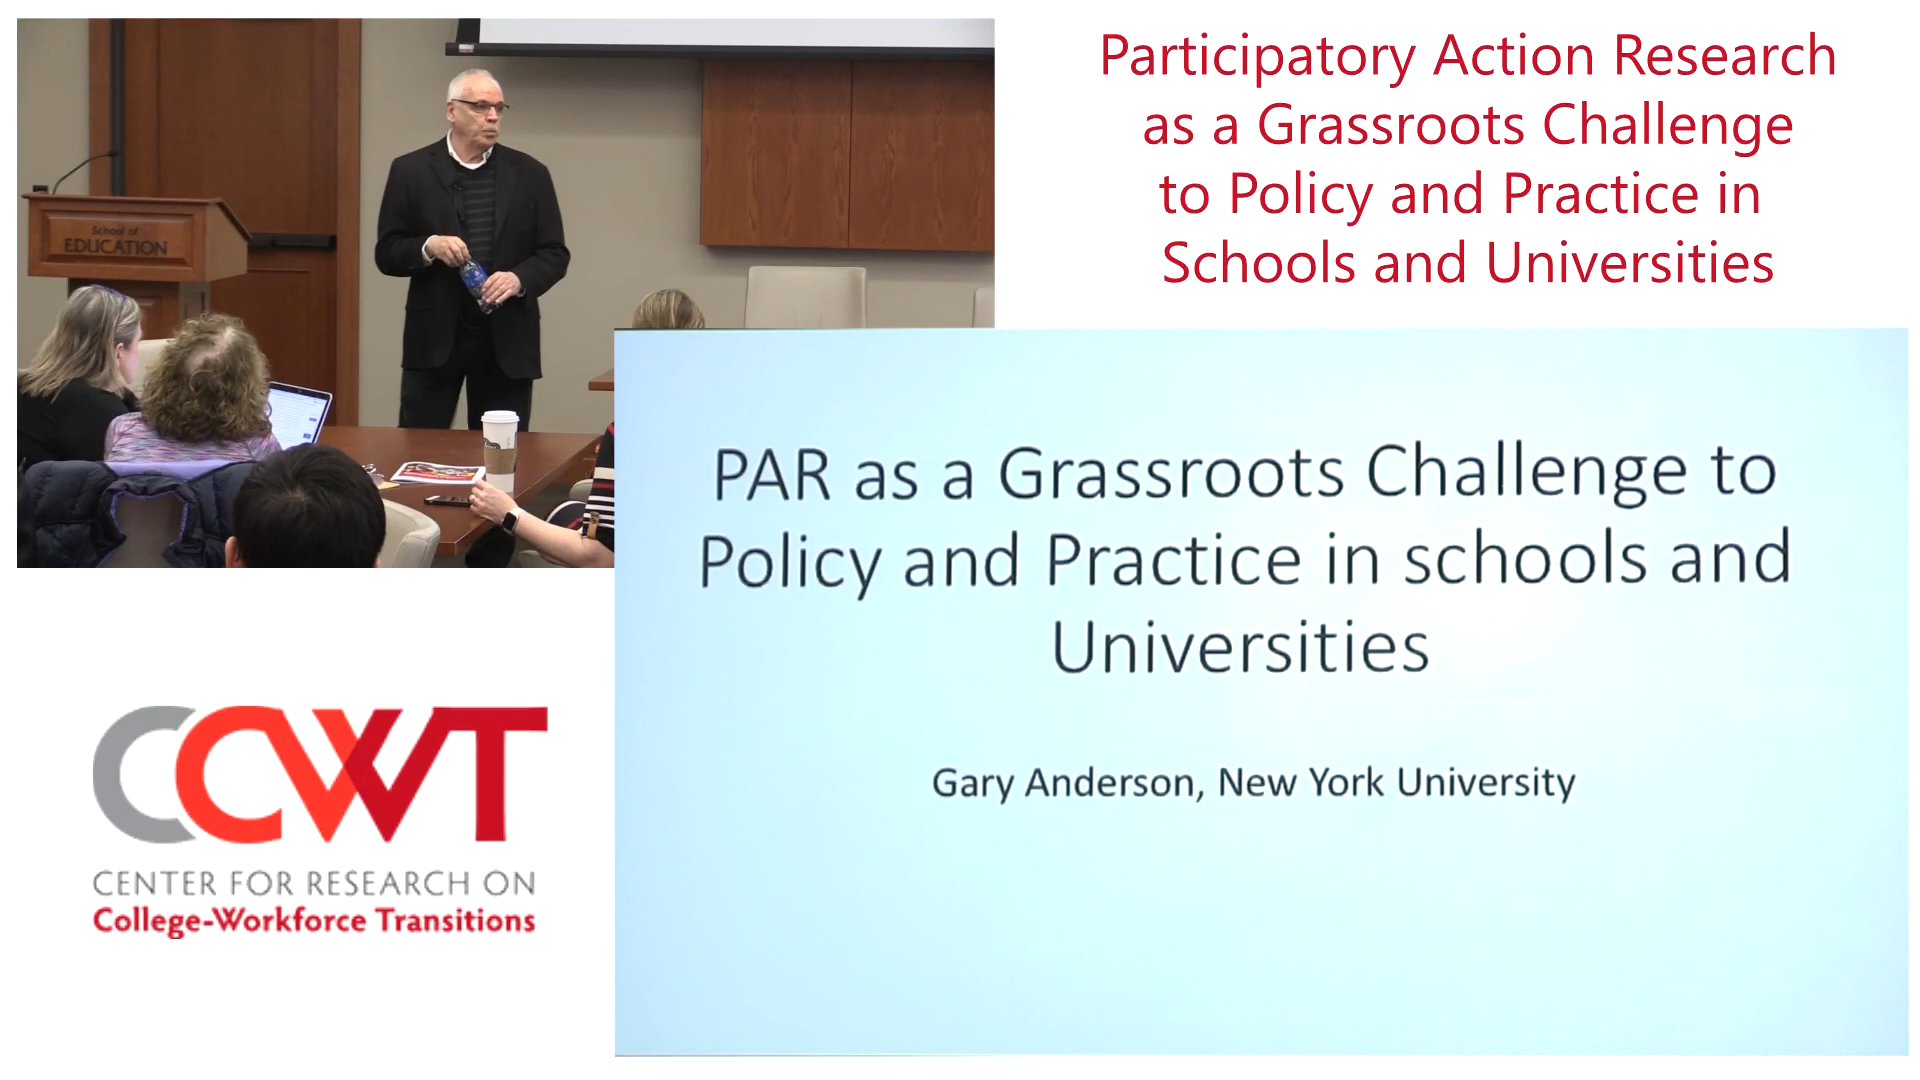 Participatory Action Research
as a Grassroots Challenge
to Policy and Practice in
Schools and Universities
School of
EDUCATION
PAR as a Grassroots Challenge to
Policy and Practice in schools and
Universities
Gary Anderson, New York University
CCWT
CENTER FOR RESEARCH ON
College-Workforce Transitions